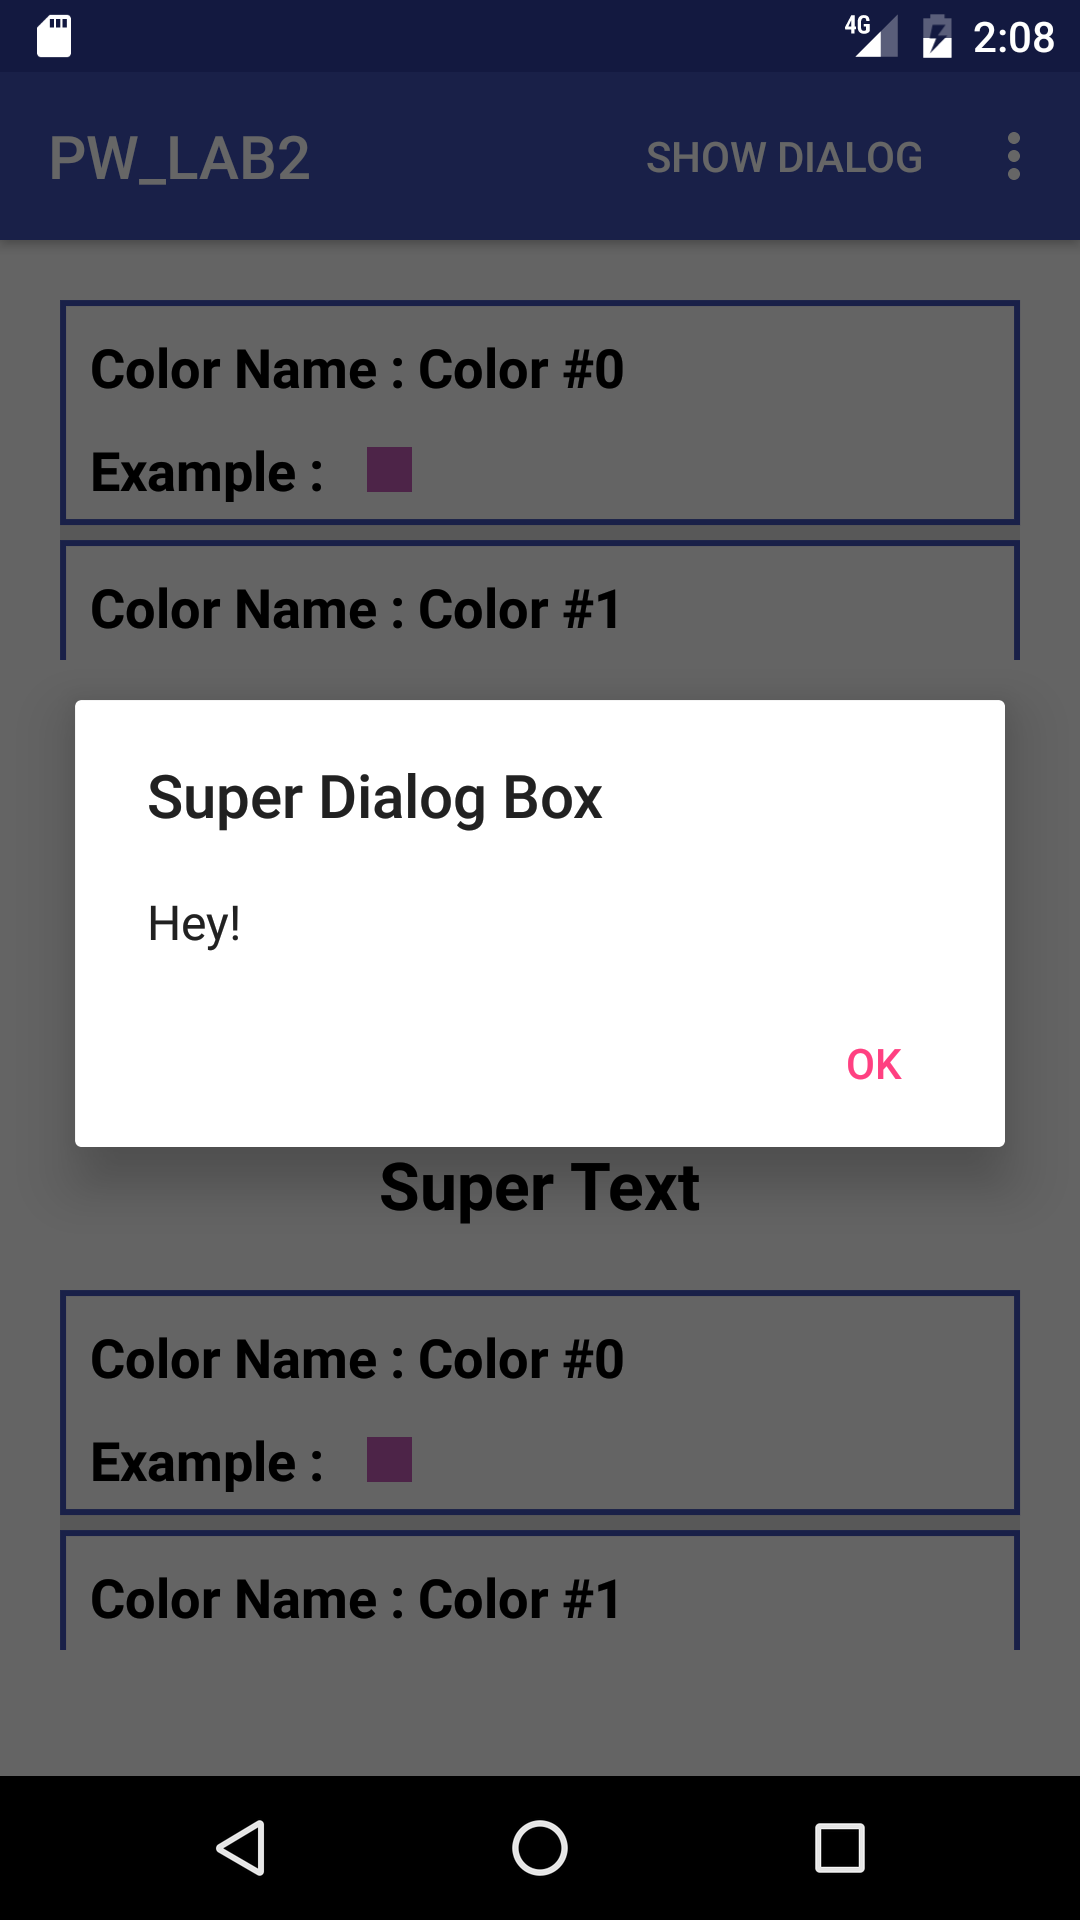 4G 2:08
PW_LAB2 SHOW DIALOG
Color Name : Color #0
Example :
Color Name : Color #1
Super Dialog Box
Hey!
OK
Super Text
Color Name : Color #0
Example :
Color Name : Color #1